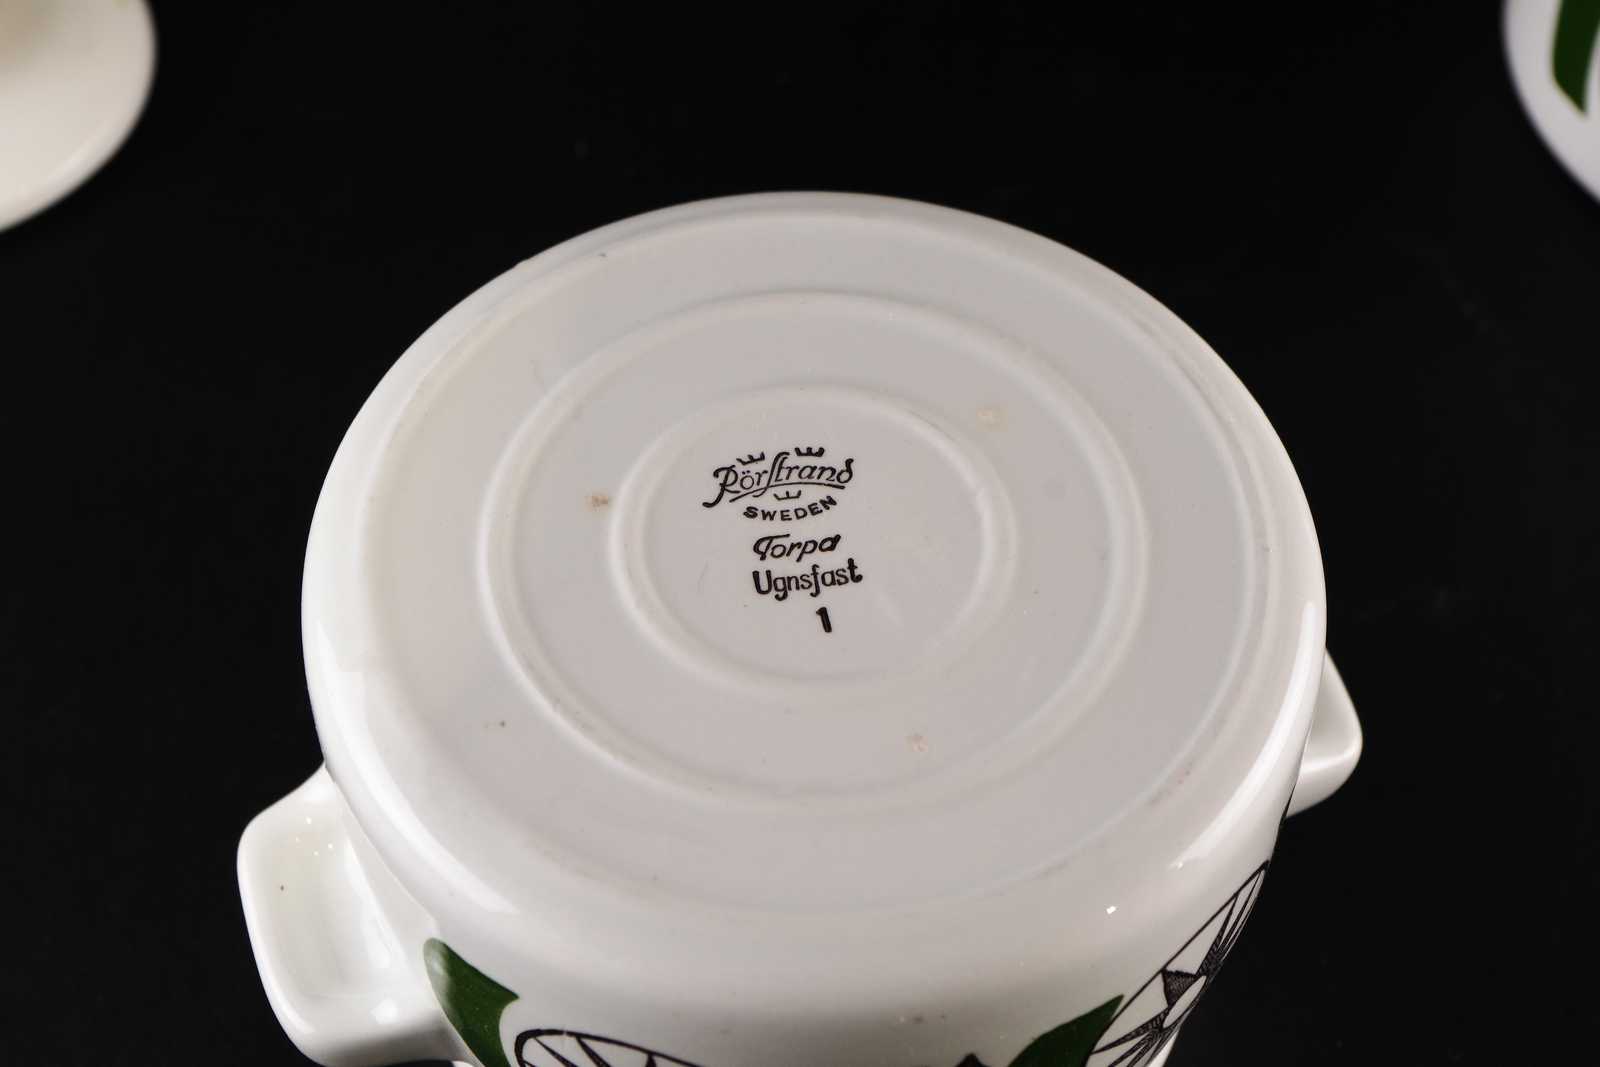 Rörstrand
SWEDEN
Torpa
Ugnsfast
1